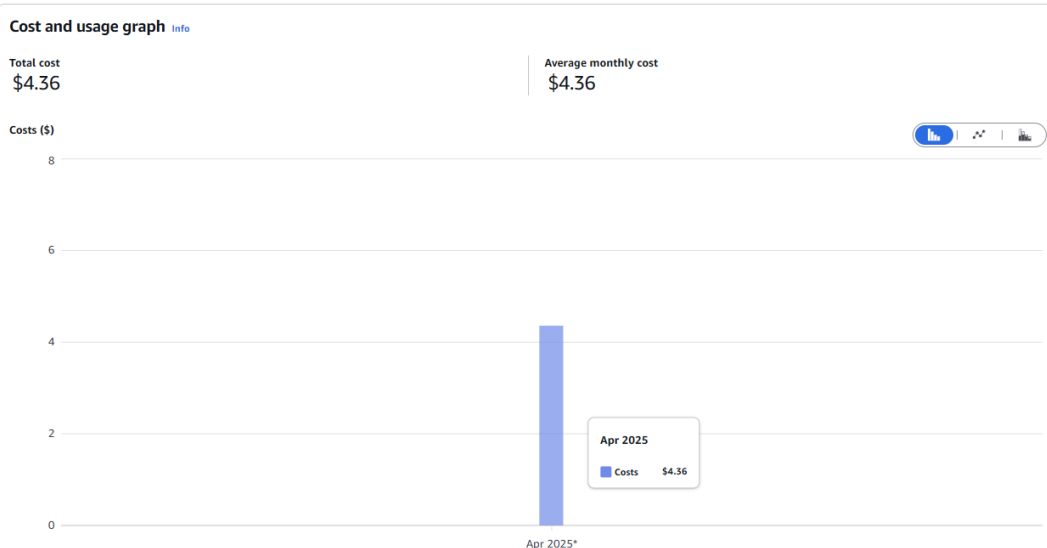 Cost and usage graph Info
Total cost
$4.36
Average monthly cost
$4.36
Costs ($)
8
6
4
2
0
Apr 2025
Costs $4.36
Apr 2025*